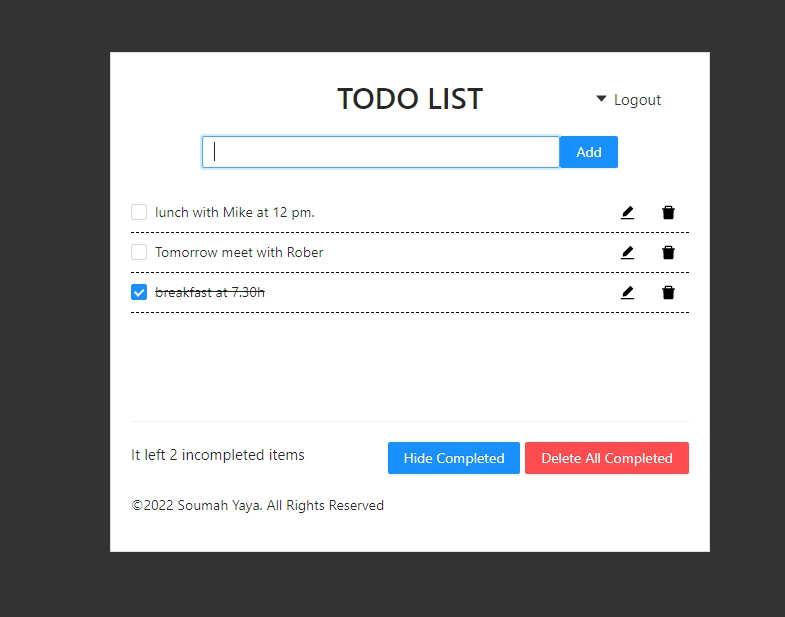 TODO LIST
Logout
Add
lunch with Mike at 12 pm.
Tomorrow meet with Rober
breakfast at 7.30h
It left 2 incompleted items
Hide Completed
Delete All Completed
©2022 Soumah Yaya. All Rights Reserved